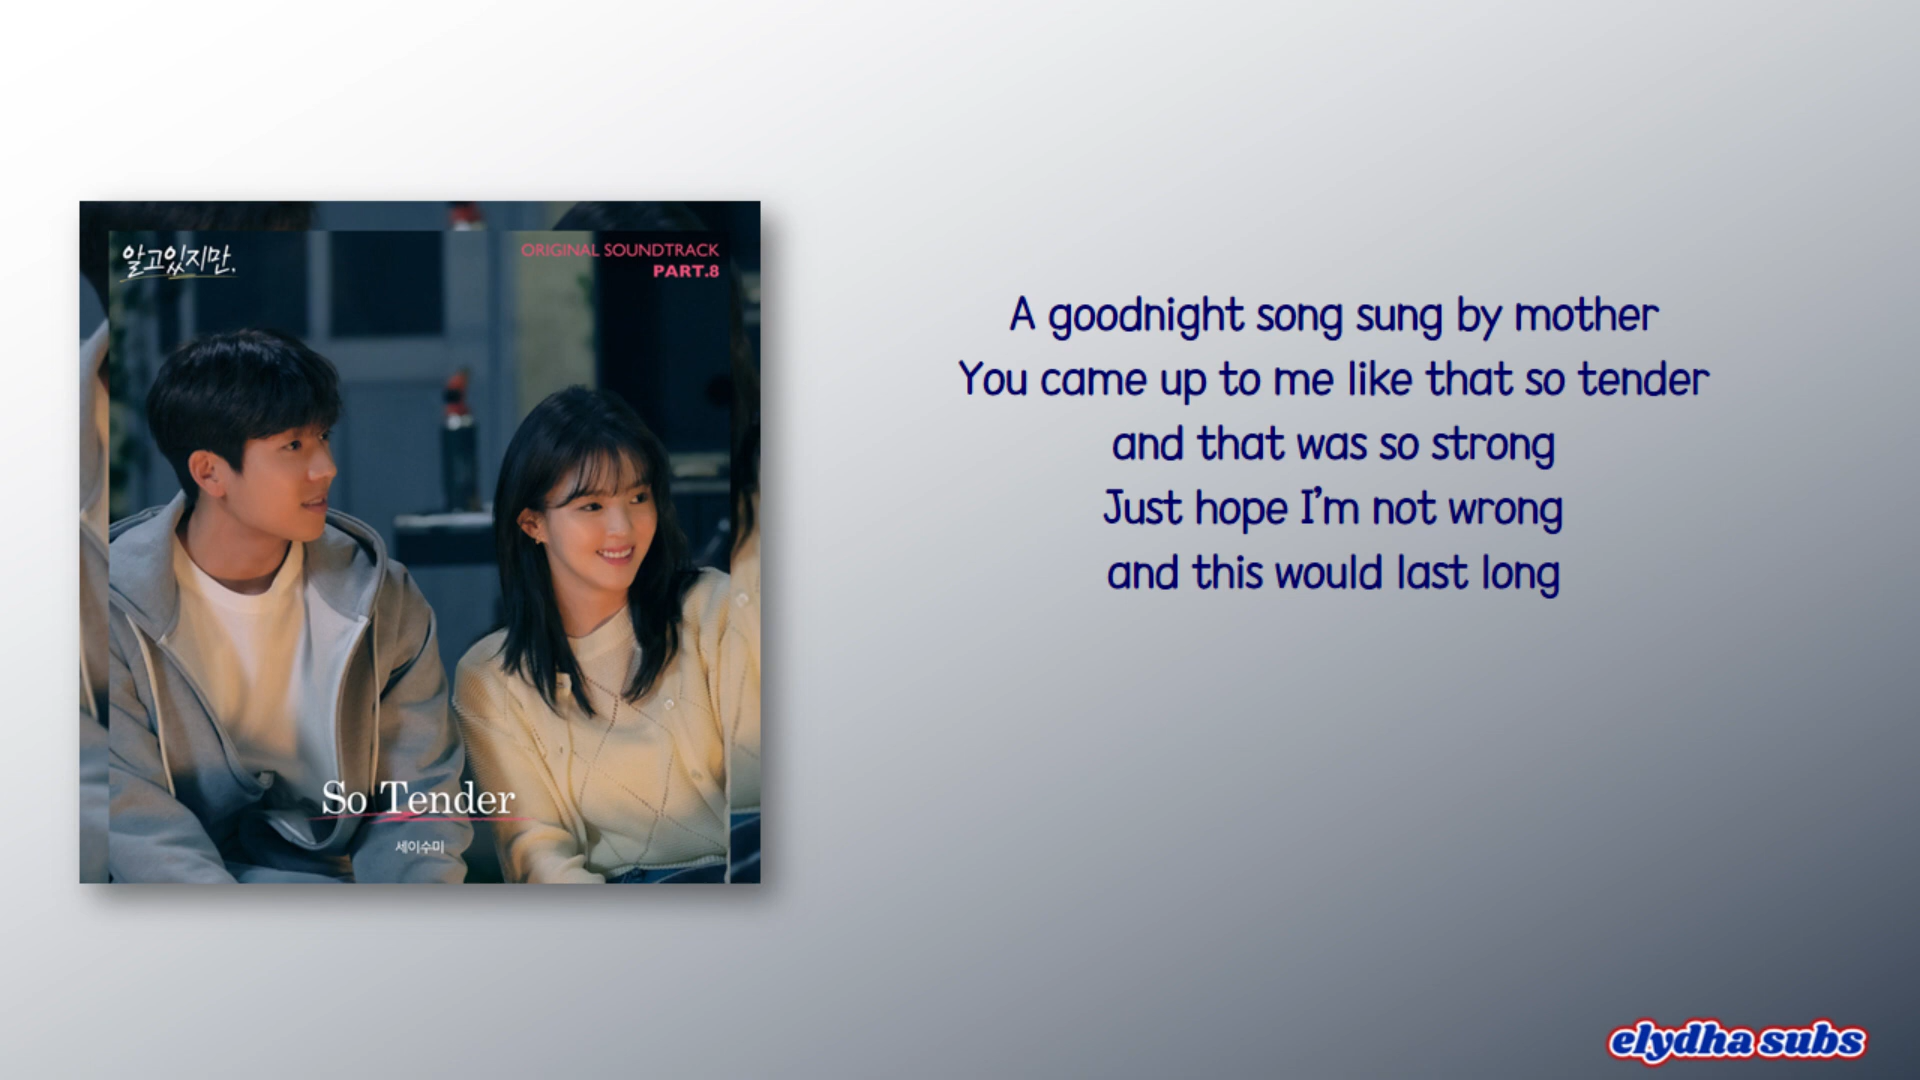 알고있지만,
ORIGINAL SOUNDTRACK
PART.8
So Tender
세이수미
A goodnight song sung by mother
You came up to me like that so tender
and that was so strong
Just hope I'm not wrong
and this would last long
elydha subs